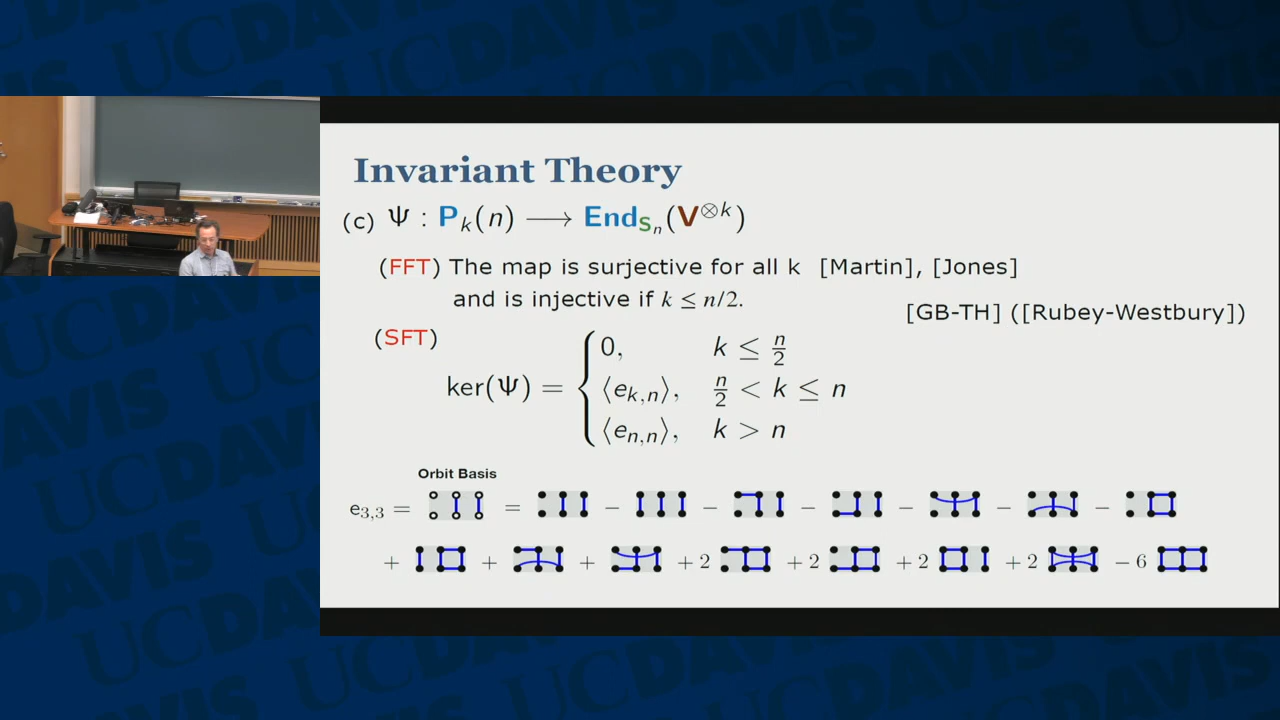 Invariant Theory
(c) Ψ : P_k(n) ⟶ End_{S_n}(V^{⊗k})
(FFT) The map is surjective for all k [Martin], [Jones]
and is injective if k ≤ n/2.
[GB-TH] ([Rubey-Westbury])
(SFT)
ker(Ψ) = { 0, k ≤ n/2
⟨e_{k,n}⟩, n/2 < k ≤ n
⟨e_{n,n}⟩, k > n
Orbit Basis
e_{3,3} = = − − − − − −
+ + + +2 +2 +2 +2 −6
UC DAVIS